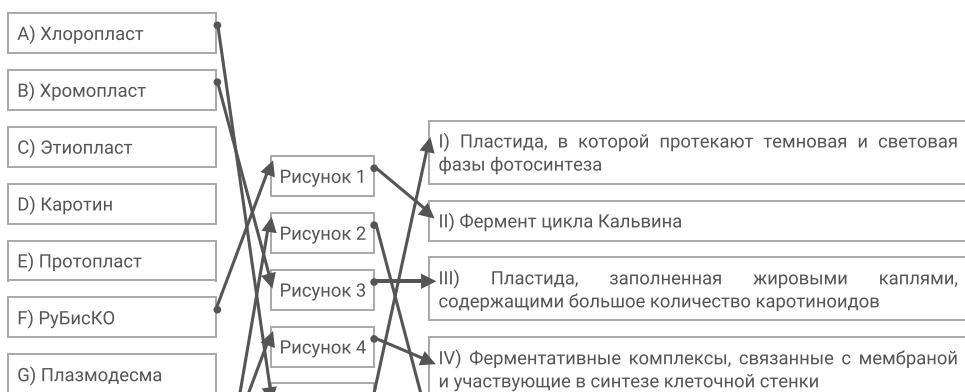 A) Хлоропласт
B) Хромопласт
C) Этиопласт
D) Каротин
E) Протопласт
F) РуБисКО
G) Плазмодесма
Рисунок 1
Рисунок 2
Рисунок 3
Рисунок 4
I) Пластида, в которой протекают темновая и световая
фазы фотосинтеза
II) Фермент цикла Кальвина
III) Пластида, заполненная жировыми каплями,
содержащими большое количество каротиноидов
IV) Ферментативные комплексы, связанные с мембраной
и участвующие в синтезе клеточной стенки